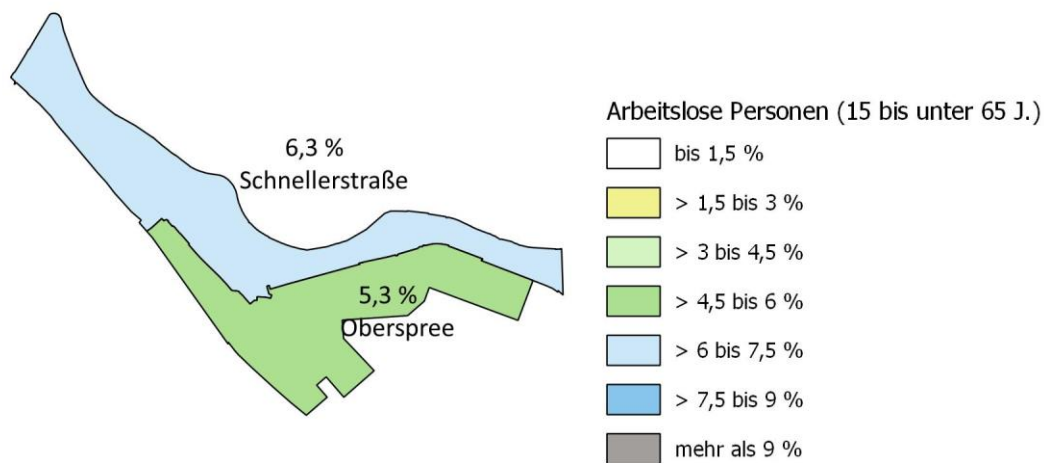 6,3 %
Schnellerstraße
5,3 %
Oberspree
Arbeitslose Personen (15 bis unter 65 J.)
bis 1,5 %
> 1,5 bis 3 %
> 3 bis 4,5 %
> 4,5 bis 6 %
> 6 bis 7,5 %
> 7,5 bis 9 %
mehr als 9 %